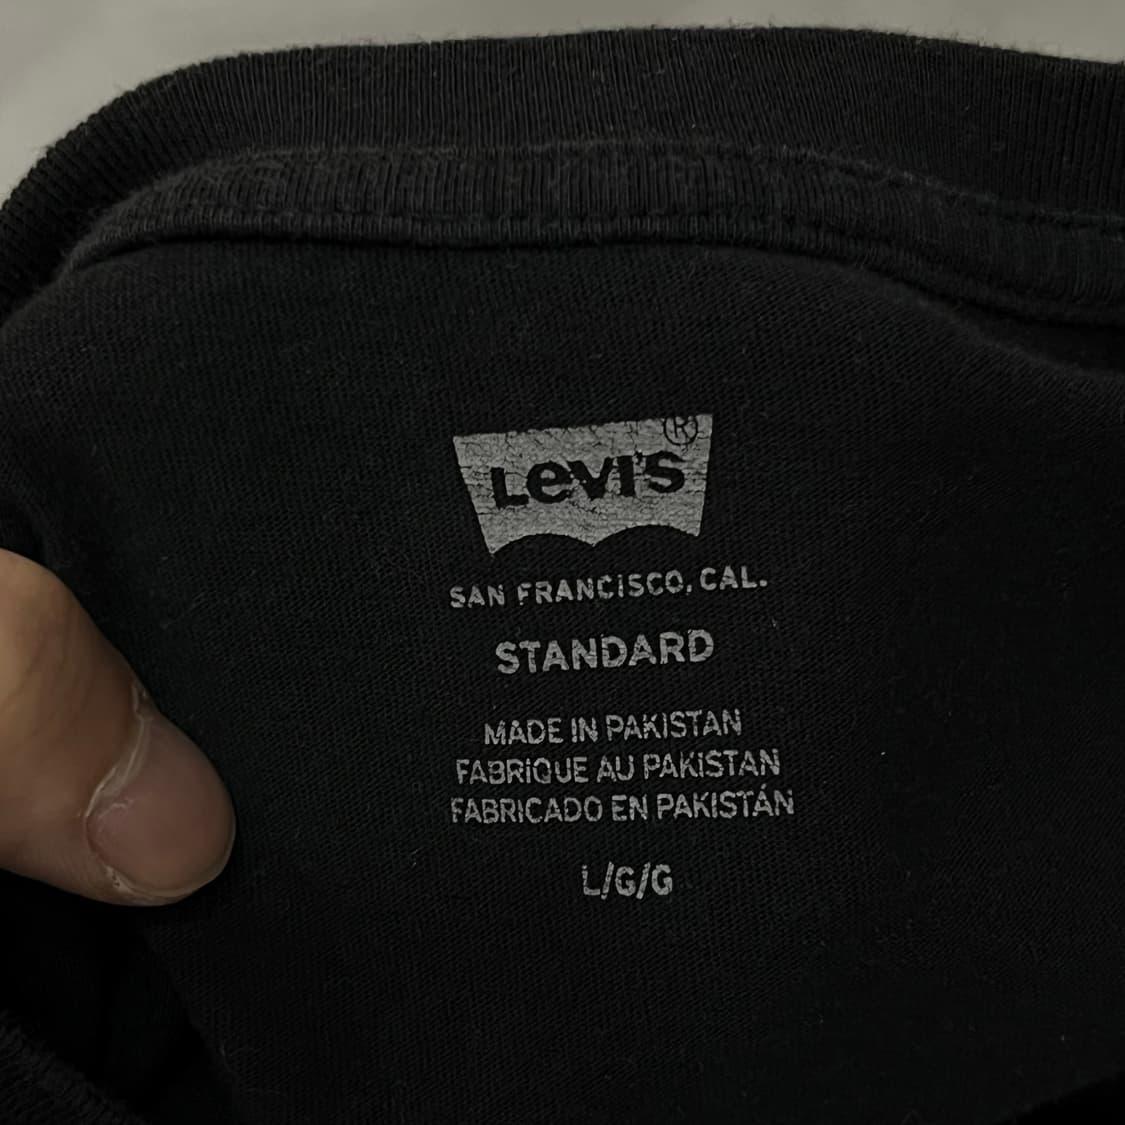 Levi's®
SAN FRANCISCO, CAL.
STANDARD
MADE IN PAKISTAN
FABRIQUE AU PAKISTAN
FABRICADO EN PAKISTÁN
L/G/G